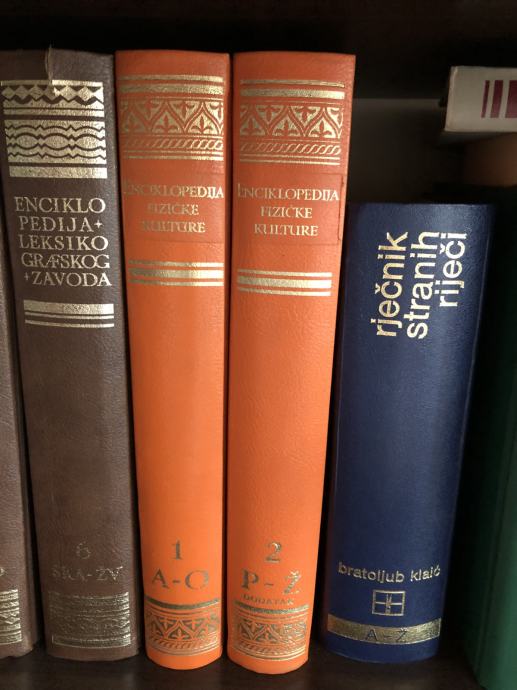 ENCIKLO
PEDIJA+
LEKSIKO
GRAFSKOG
+ZAVODA
6
SKA-ŽV
ENCIKLOPEDIJA
FIZIČKE
KULTURE
1
A-O
ENCIKLOPEDIJA
FIZIČKE
KULTURE
2
P-Ž
DODATAK
rječnik
stranih
riječi
bratoljub klaić
A-Ž